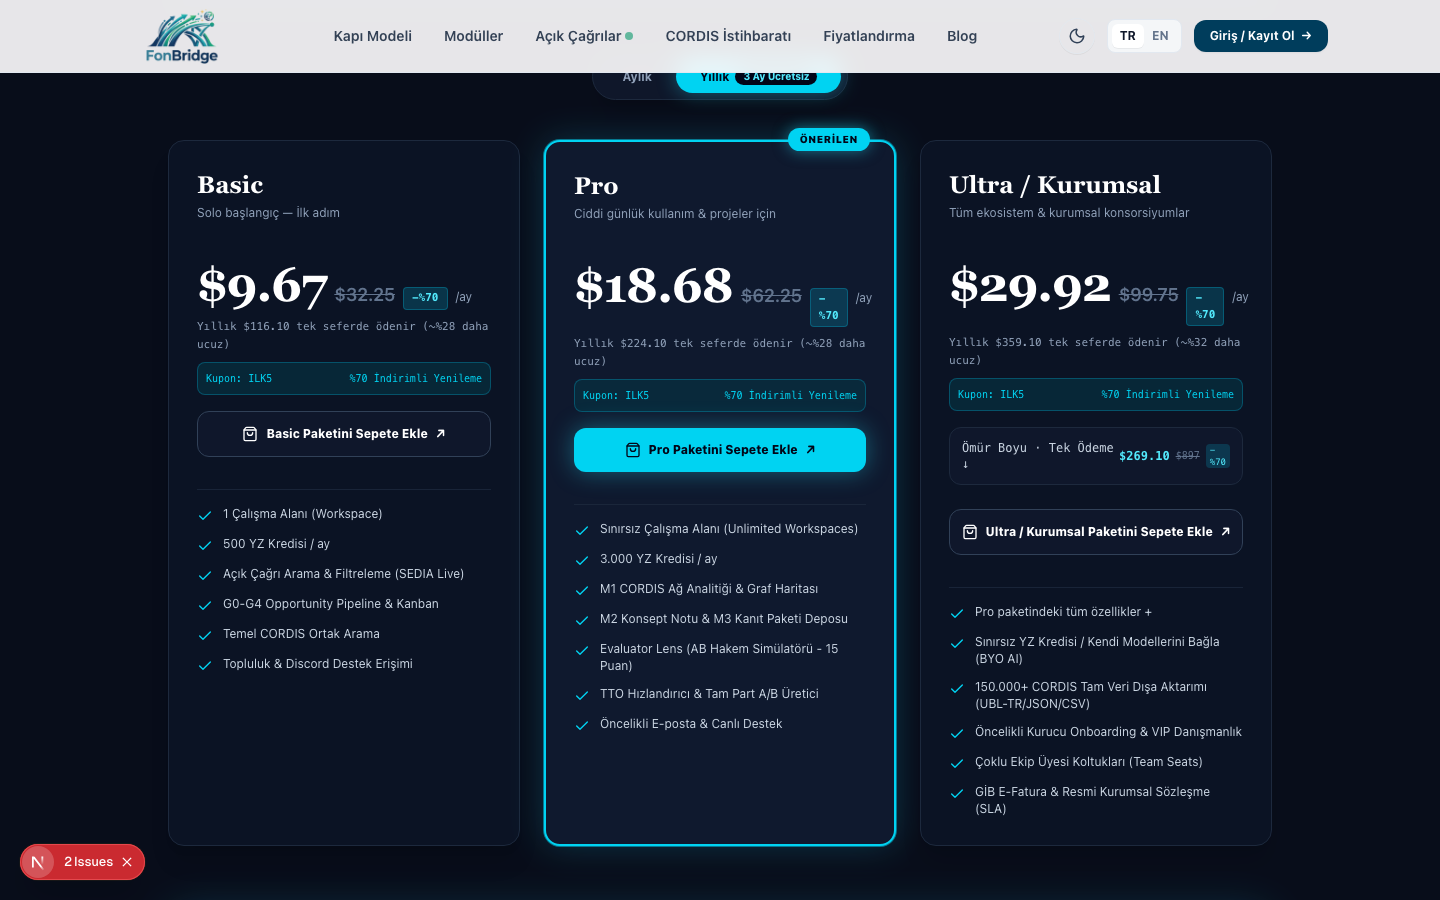 FonBridge
Kapı Modeli
Modüller
Açık Çağrılar
CORDIS İstihbaratı
Fiyatlandırma
Blog
TR
EN
Giriş / Kayıt Ol →
Aylık
Yıllık
3 Ay Ücretsiz
Basic
Solo başlangıç — İlk adım
$9.67 $32.25 −%70 /ay
Yıllık $116.10 tek seferde ödenir (~%28 daha
ucuz)
Kupon: ILK5
%70 İndirimli Yenileme
Basic Paketini Sepete Ekle ↗
1 Çalışma Alanı (Workspace)
500 YZ Kredisi / ay
Açık Çağrı Arama & Filtreleme (SEDIA Live)
G0-G4 Opportunity Pipeline & Kanban
Temel CORDIS Ortak Arama
Topluluk & Discord Destek Erişimi
ÖNERİLEN
Pro
Ciddi günlük kullanım & projeler için
$18.68 $62.25 −
%70
/ay
Yıllık $224.10 tek seferde ödenir (~%28 daha
ucuz)
Kupon: ILK5
%70 İndirimli Yenileme
Pro Paketini Sepete Ekle ↗
Sınırsız Çalışma Alanı (Unlimited Workspaces)
3.000 YZ Kredisi / ay
M1 CORDIS Ağ Analitiği & Graf Haritası
M2 Konsept Notu & M3 Kanıt Paketi Deposu
Evaluator Lens (AB Hakem Simülatörü - 15
Puan)
TTO Hızlandırıcı & Tam Part A/B Üretici
Öncelikli E-posta & Canlı Destek
Ultra / Kurumsal
Tüm ekosistem & kurumsal konsorsiyumlar
$29.92 $99.75 −
%70
/ay
Yıllık $359.10 tek seferde ödenir (~%32 daha
ucuz)
Kupon: ILK5
%70 İndirimli Yenileme
Ömür Boyu · Tek Ödeme
↓
$269.10 $897 −
%70
Ultra / Kurumsal Paketini Sepete Ekle ↗
Pro paketindeki tüm özellikler +
Sınırsız YZ Kredisi / Kendi Modellerini Bağla
(BYO AI)
150.000+ CORDIS Tam Veri Dışa Aktarımı
(UBL-TR/JSON/CSV)
Öncelikli Kurucu Onboarding & VIP Danışmanlık
Çoklu Ekip Üyesi Koltukları (Team Seats)
GİB E-Fatura & Resmi Kurumsal Sözleşme
(SLA)
N
2 Issues